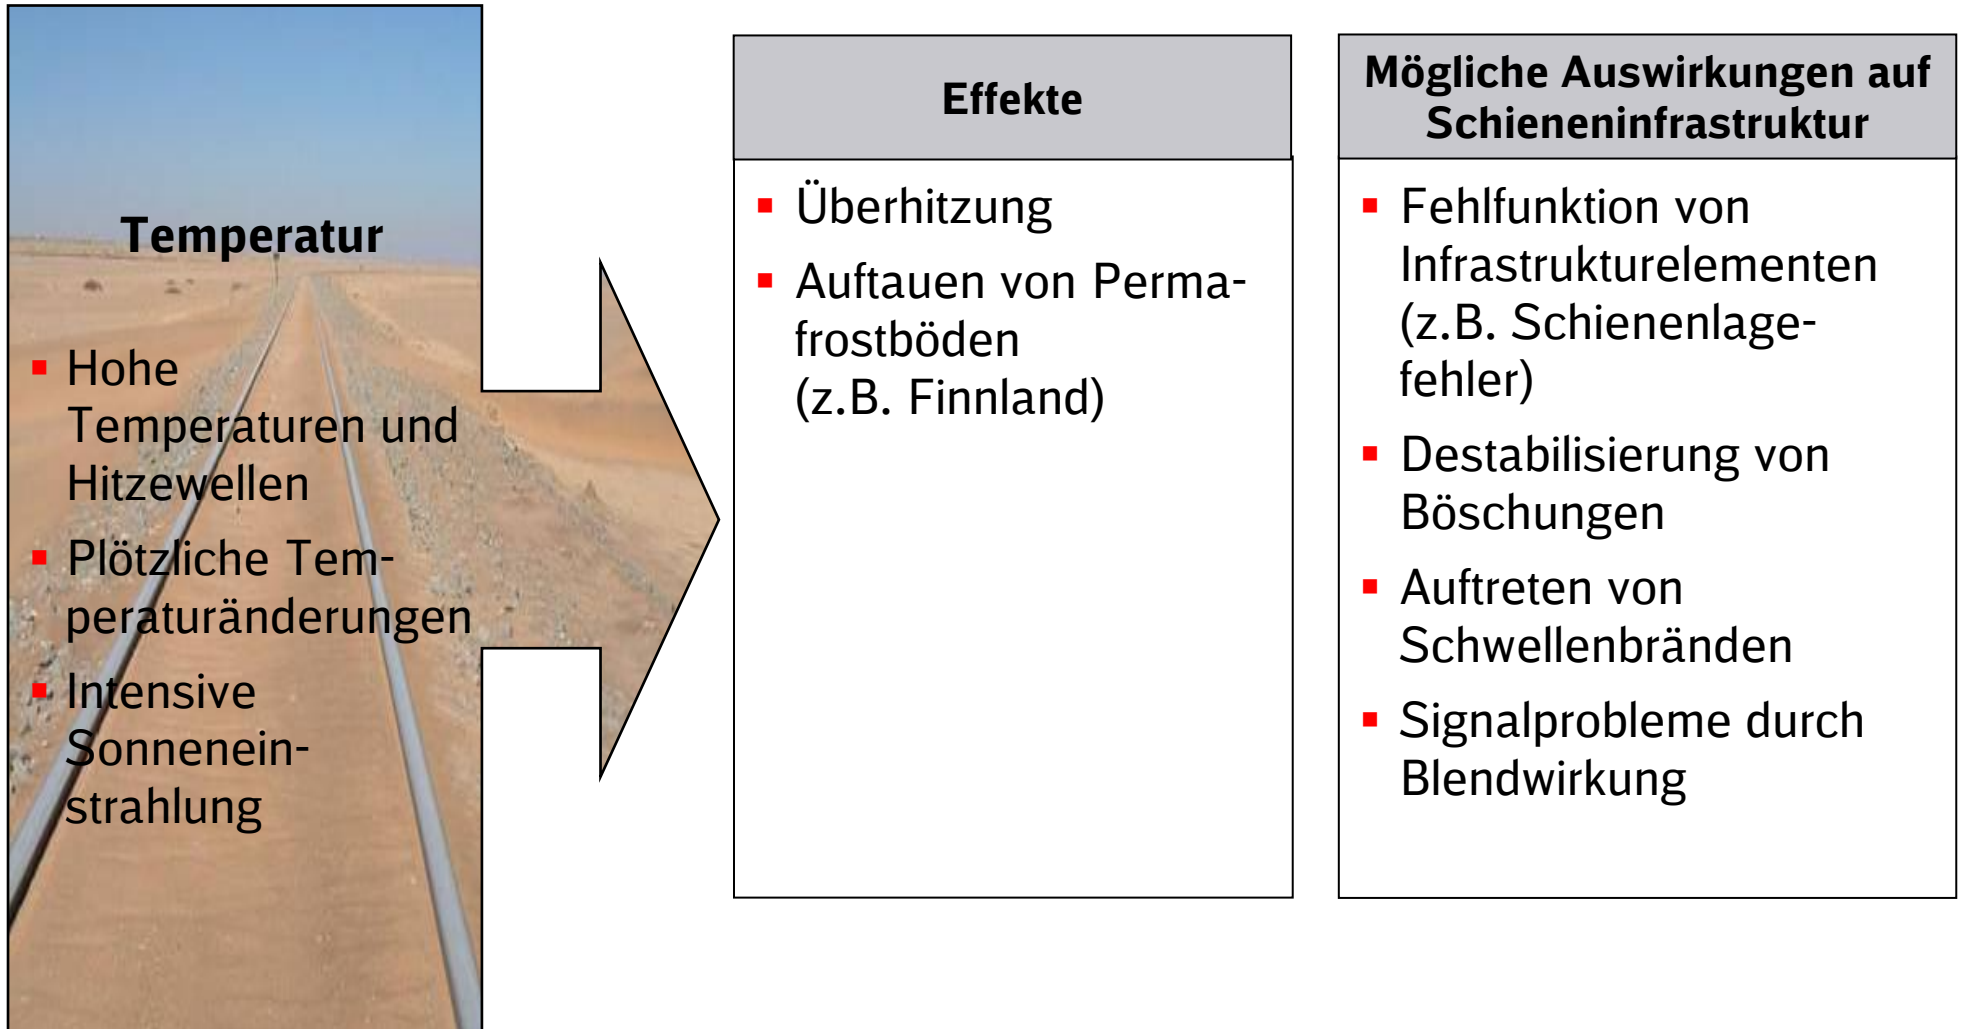 Temperatur
Hohe
Temperaturen und
Hitzewellen
Plötzliche Tem-
peraturänderungen
Intensive
Sonnenein-
strahlung
Effekte
Überhitzung
Auftauen von Perma-
frostböden
(z.B. Finnland)
Mögliche Auswirkungen auf
Schieneninfrastruktur
Fehlfunktion von
Infrastrukturelementen
(z.B. Schienenlage-
fehler)
Destabilisierung von
Böschungen
Auftreten von
Schwellenbränden
Signalprobleme durch
Blendwirkung